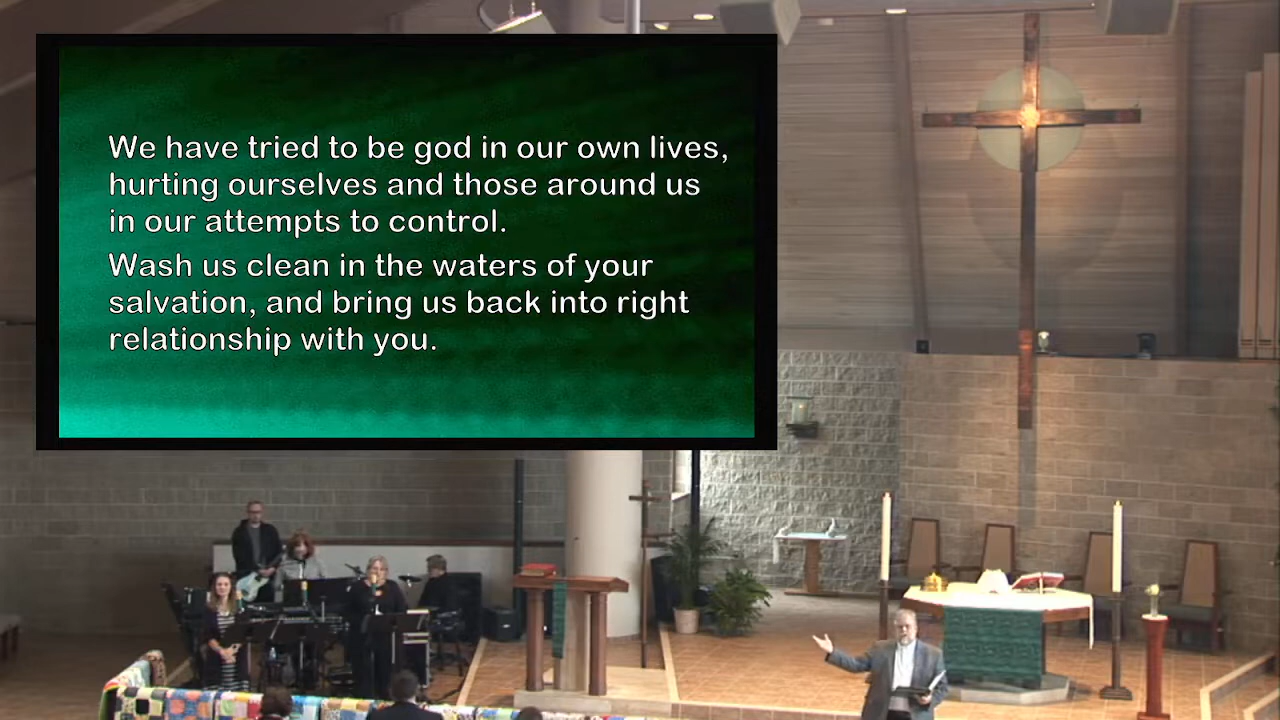 We have tried to be god in our own lives,
hurting ourselves and those around us
in our attempts to control.
Wash us clean in the waters of your
salvation, and bring us back into right
relationship with you.